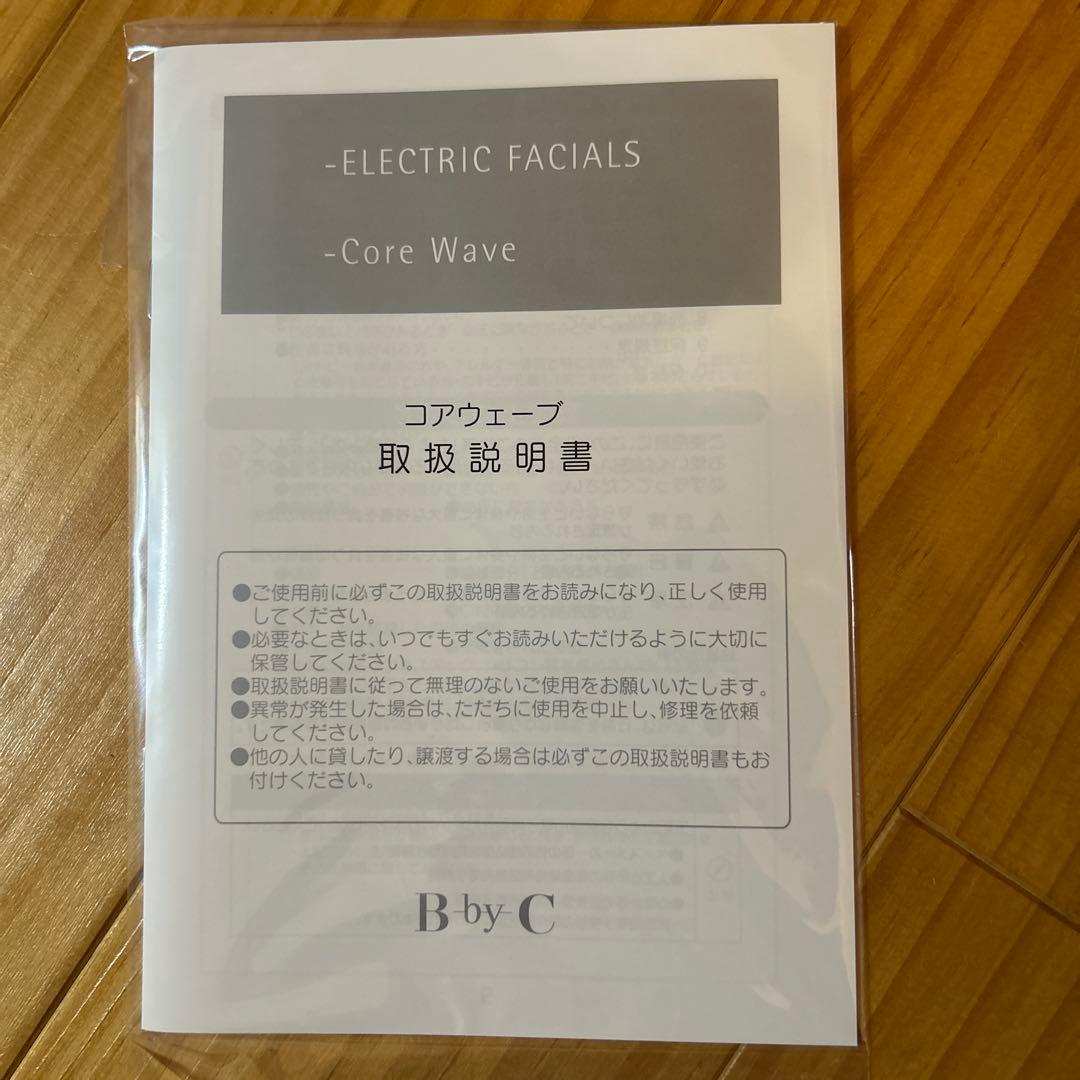 -ELECTRIC FACIALS
-Core Wave
コアウェーブ
取扱説明書
●ご使用前に必ずこの取扱説明書をお読みになり、正しく使用
してください。
●必要なときは、いつでもすぐお読みいただけるように大切に
保管してください。
●取扱説明書に従って無理のないご使用をお願いいたします。
●異常が発生した場合は、ただちに使用を中止し、修理を依頼
してください。
●他の人に貸したり、譲渡する場合は必ずこの取扱説明書もお
付けください。
B-by-C